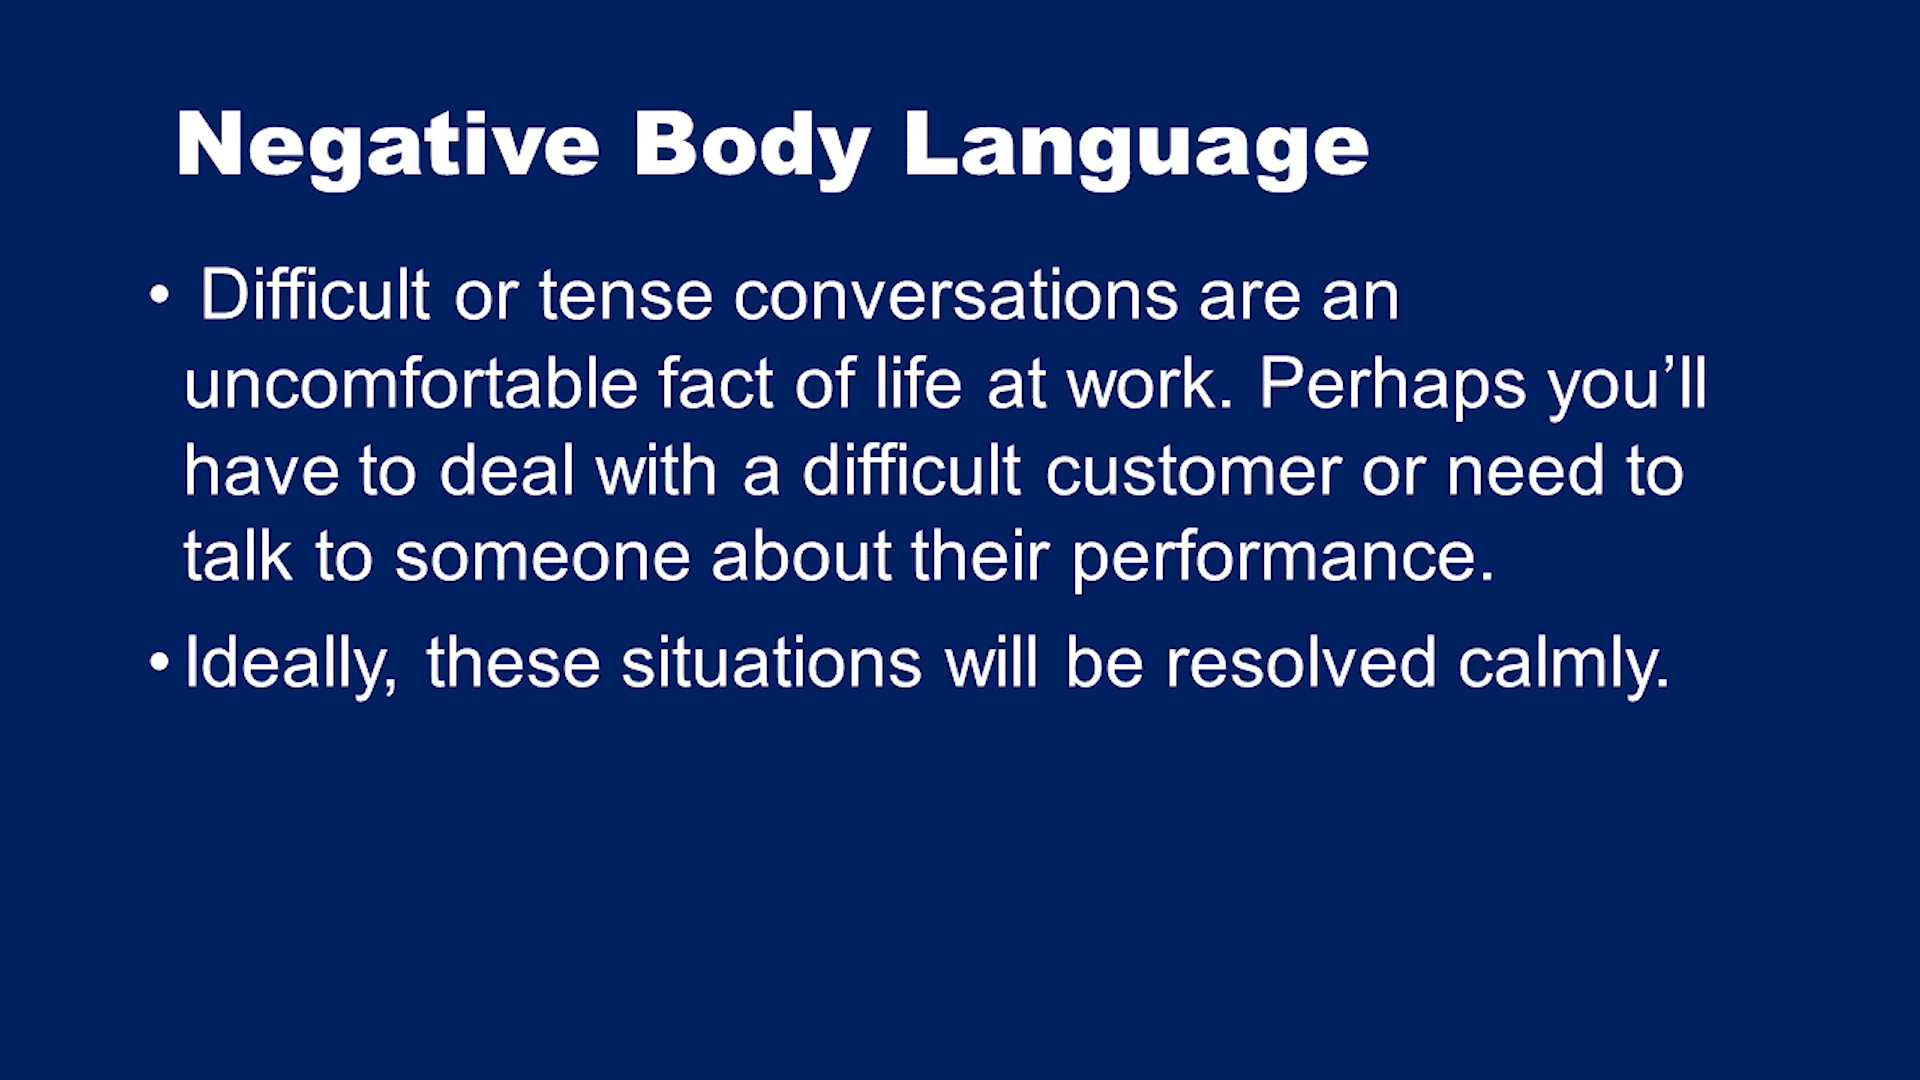 Negative Body Language
• Difficult or tense conversations are an
uncomfortable fact of life at work. Perhaps you’ll
have to deal with a difficult customer or need to
talk to someone about their performance.
• Ideally, these situations will be resolved calmly.